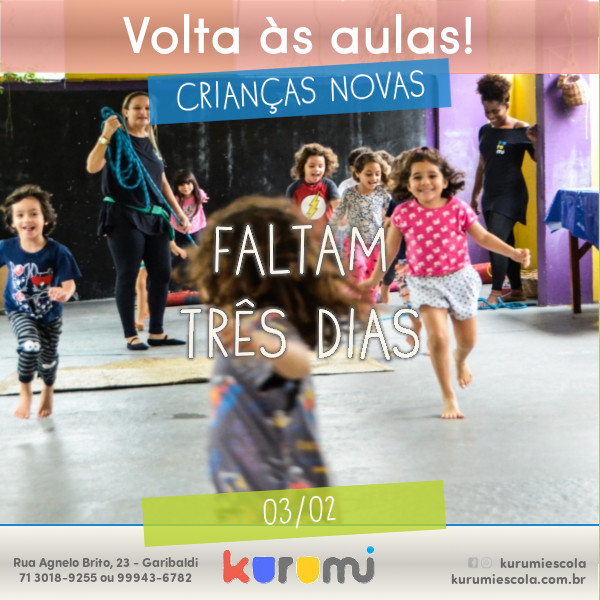 Volta às aulas!
CRIANÇAS NOVAS
FALTAM
TRÊS DIAS
03/02
Rua Agnelo Brito, 23 - Garibaldi
71 3018-9255 ou 99943-6782
kurumi
kurumiescola
kurumiescola.com.br